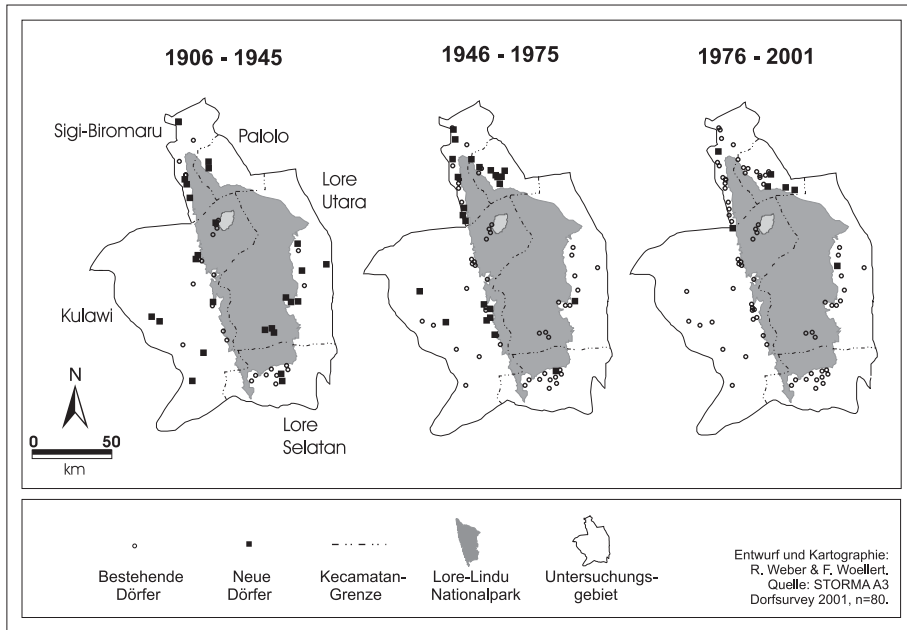 1906 - 1945
1946 - 1975
1976 - 2001
Sigi-Biromaru
Palolo
Lore
Utara
Kulawi
Lore
Selatan
N
0 50
km
Bestehende
Dörfer
Neue
Dörfer
Kecamatan-
Grenze
Lore-Lindu
Nationalpark
Untersuchungs-
gebiet
Entwurf und Kartographie:
R. Weber & F. Woellert.
Quelle: STORMA A3
Dorfsurvey 2001, n=80.